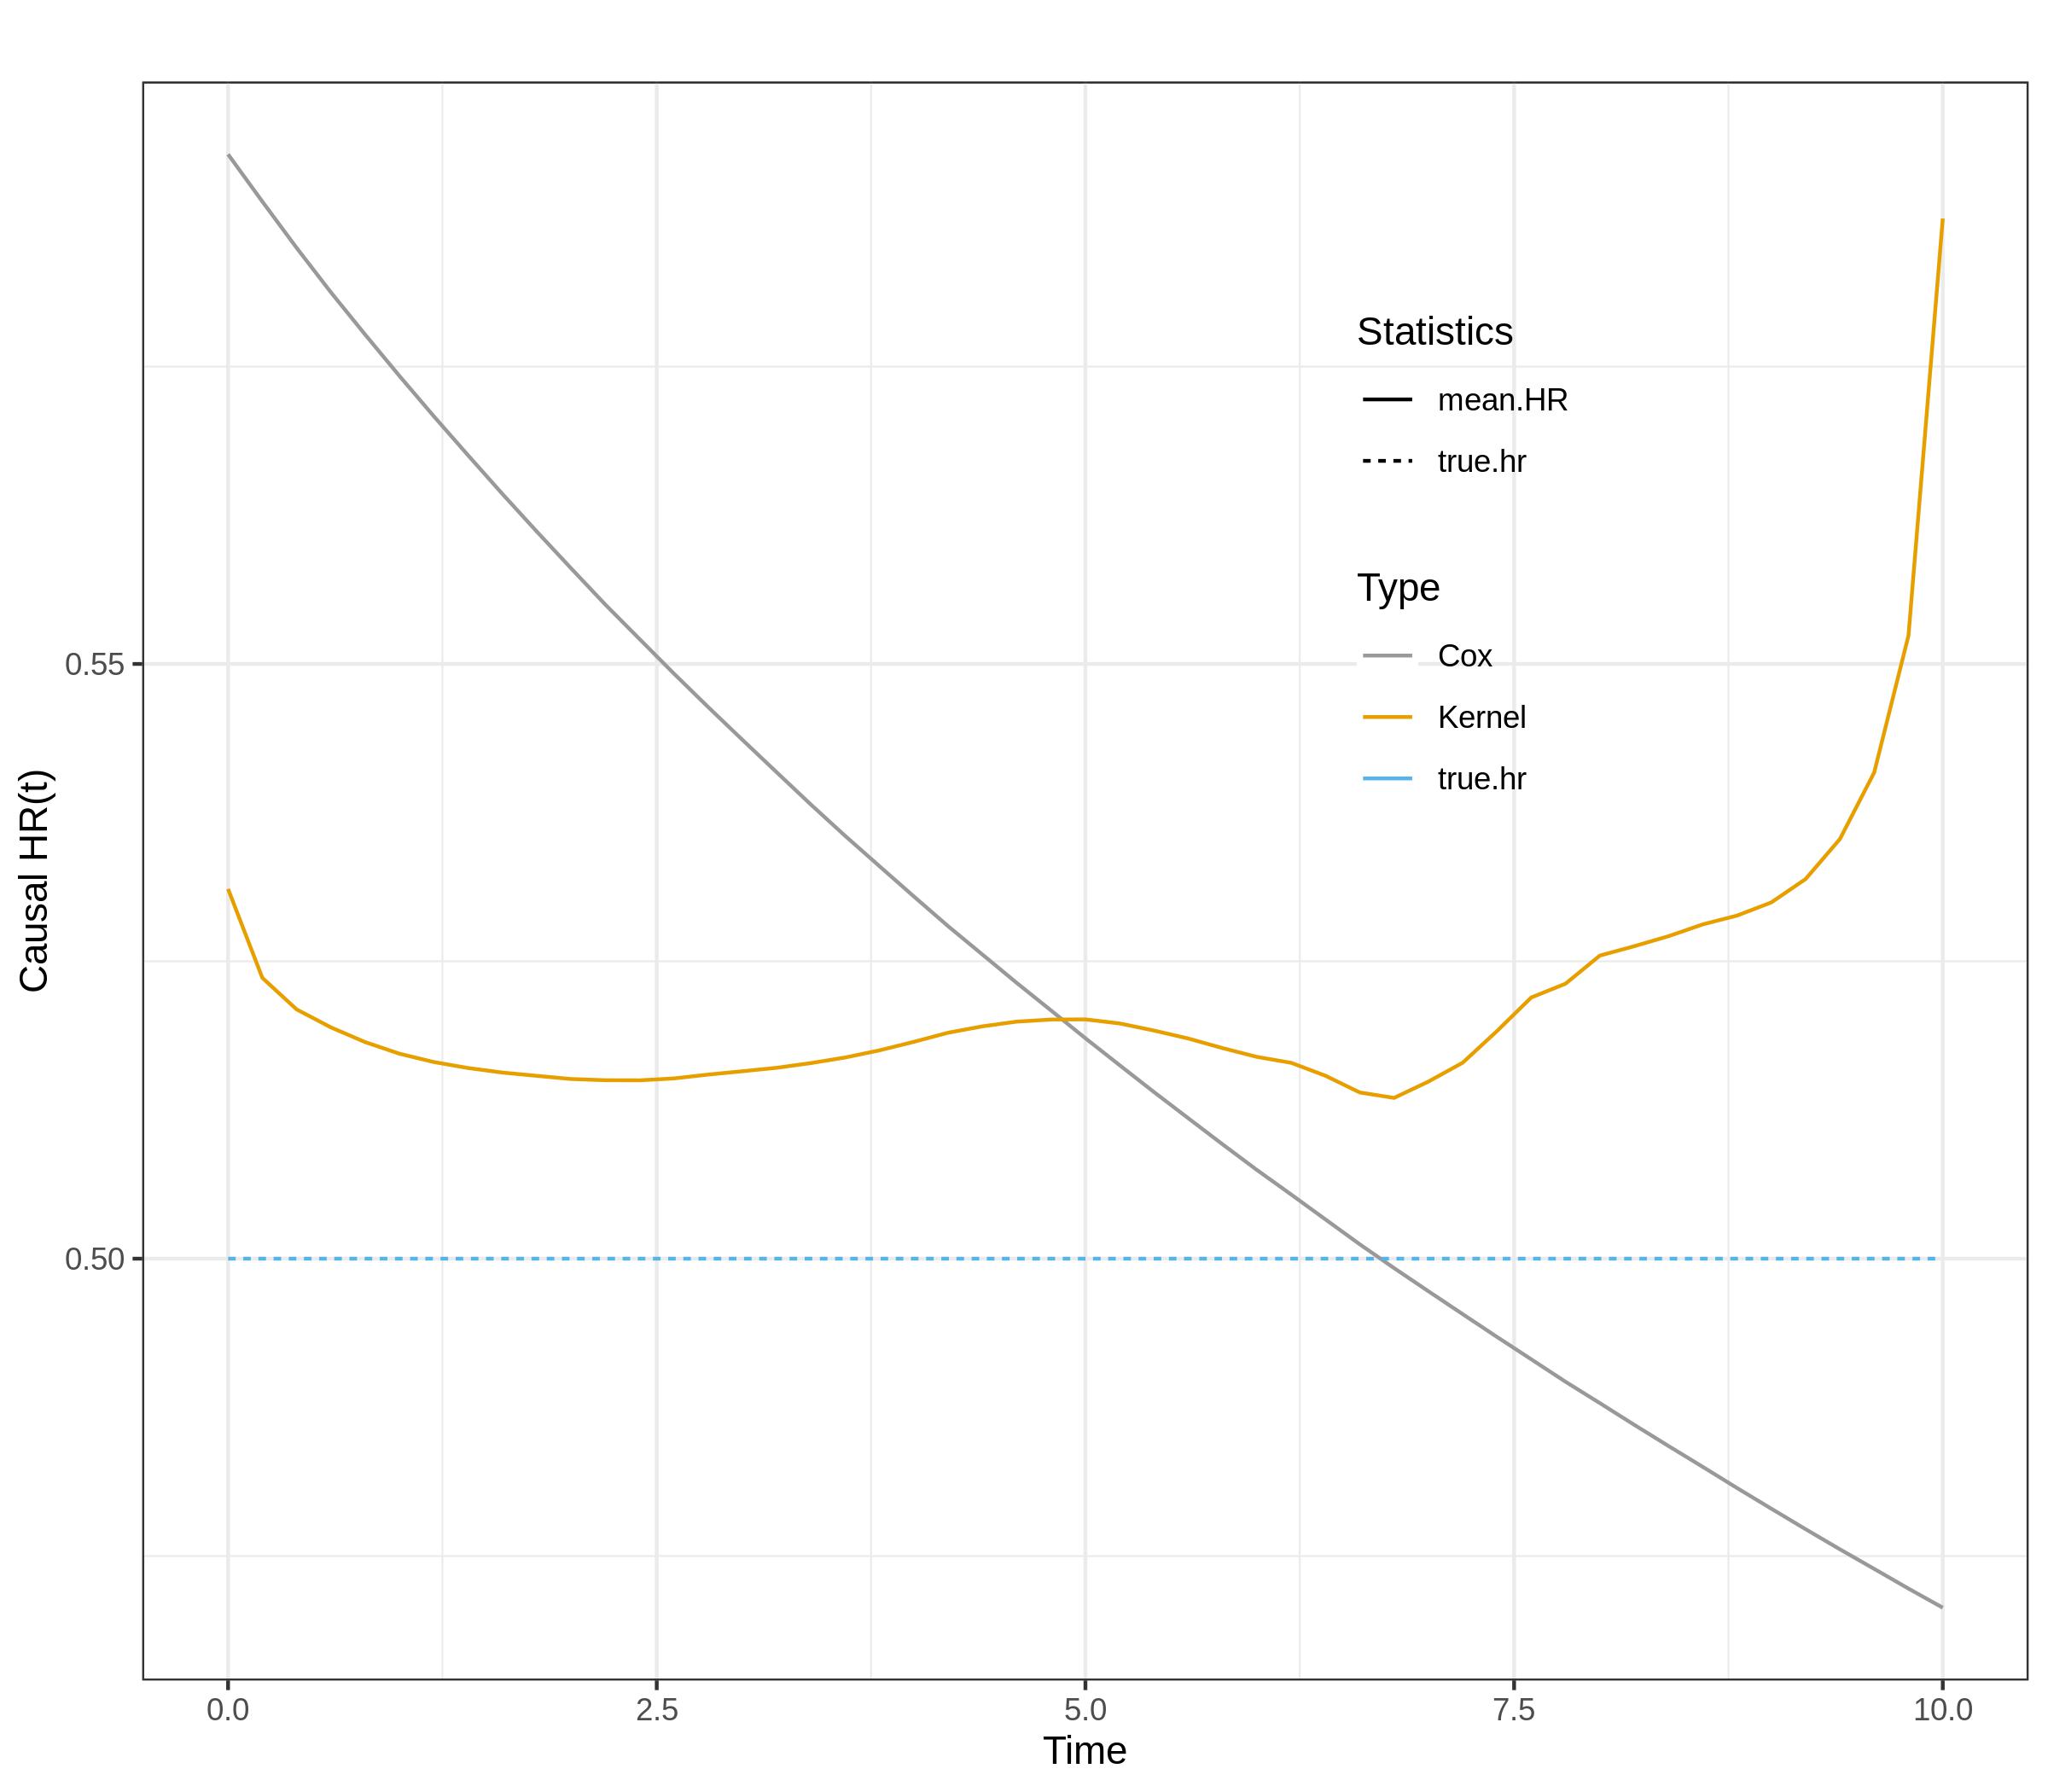 Statistics
mean.HR
true.hr
Type
Cox
Kernel
true.hr
0.55
0.50
Causal HR(t)
0.0 2.5 5.0 7.5 10.0
Time